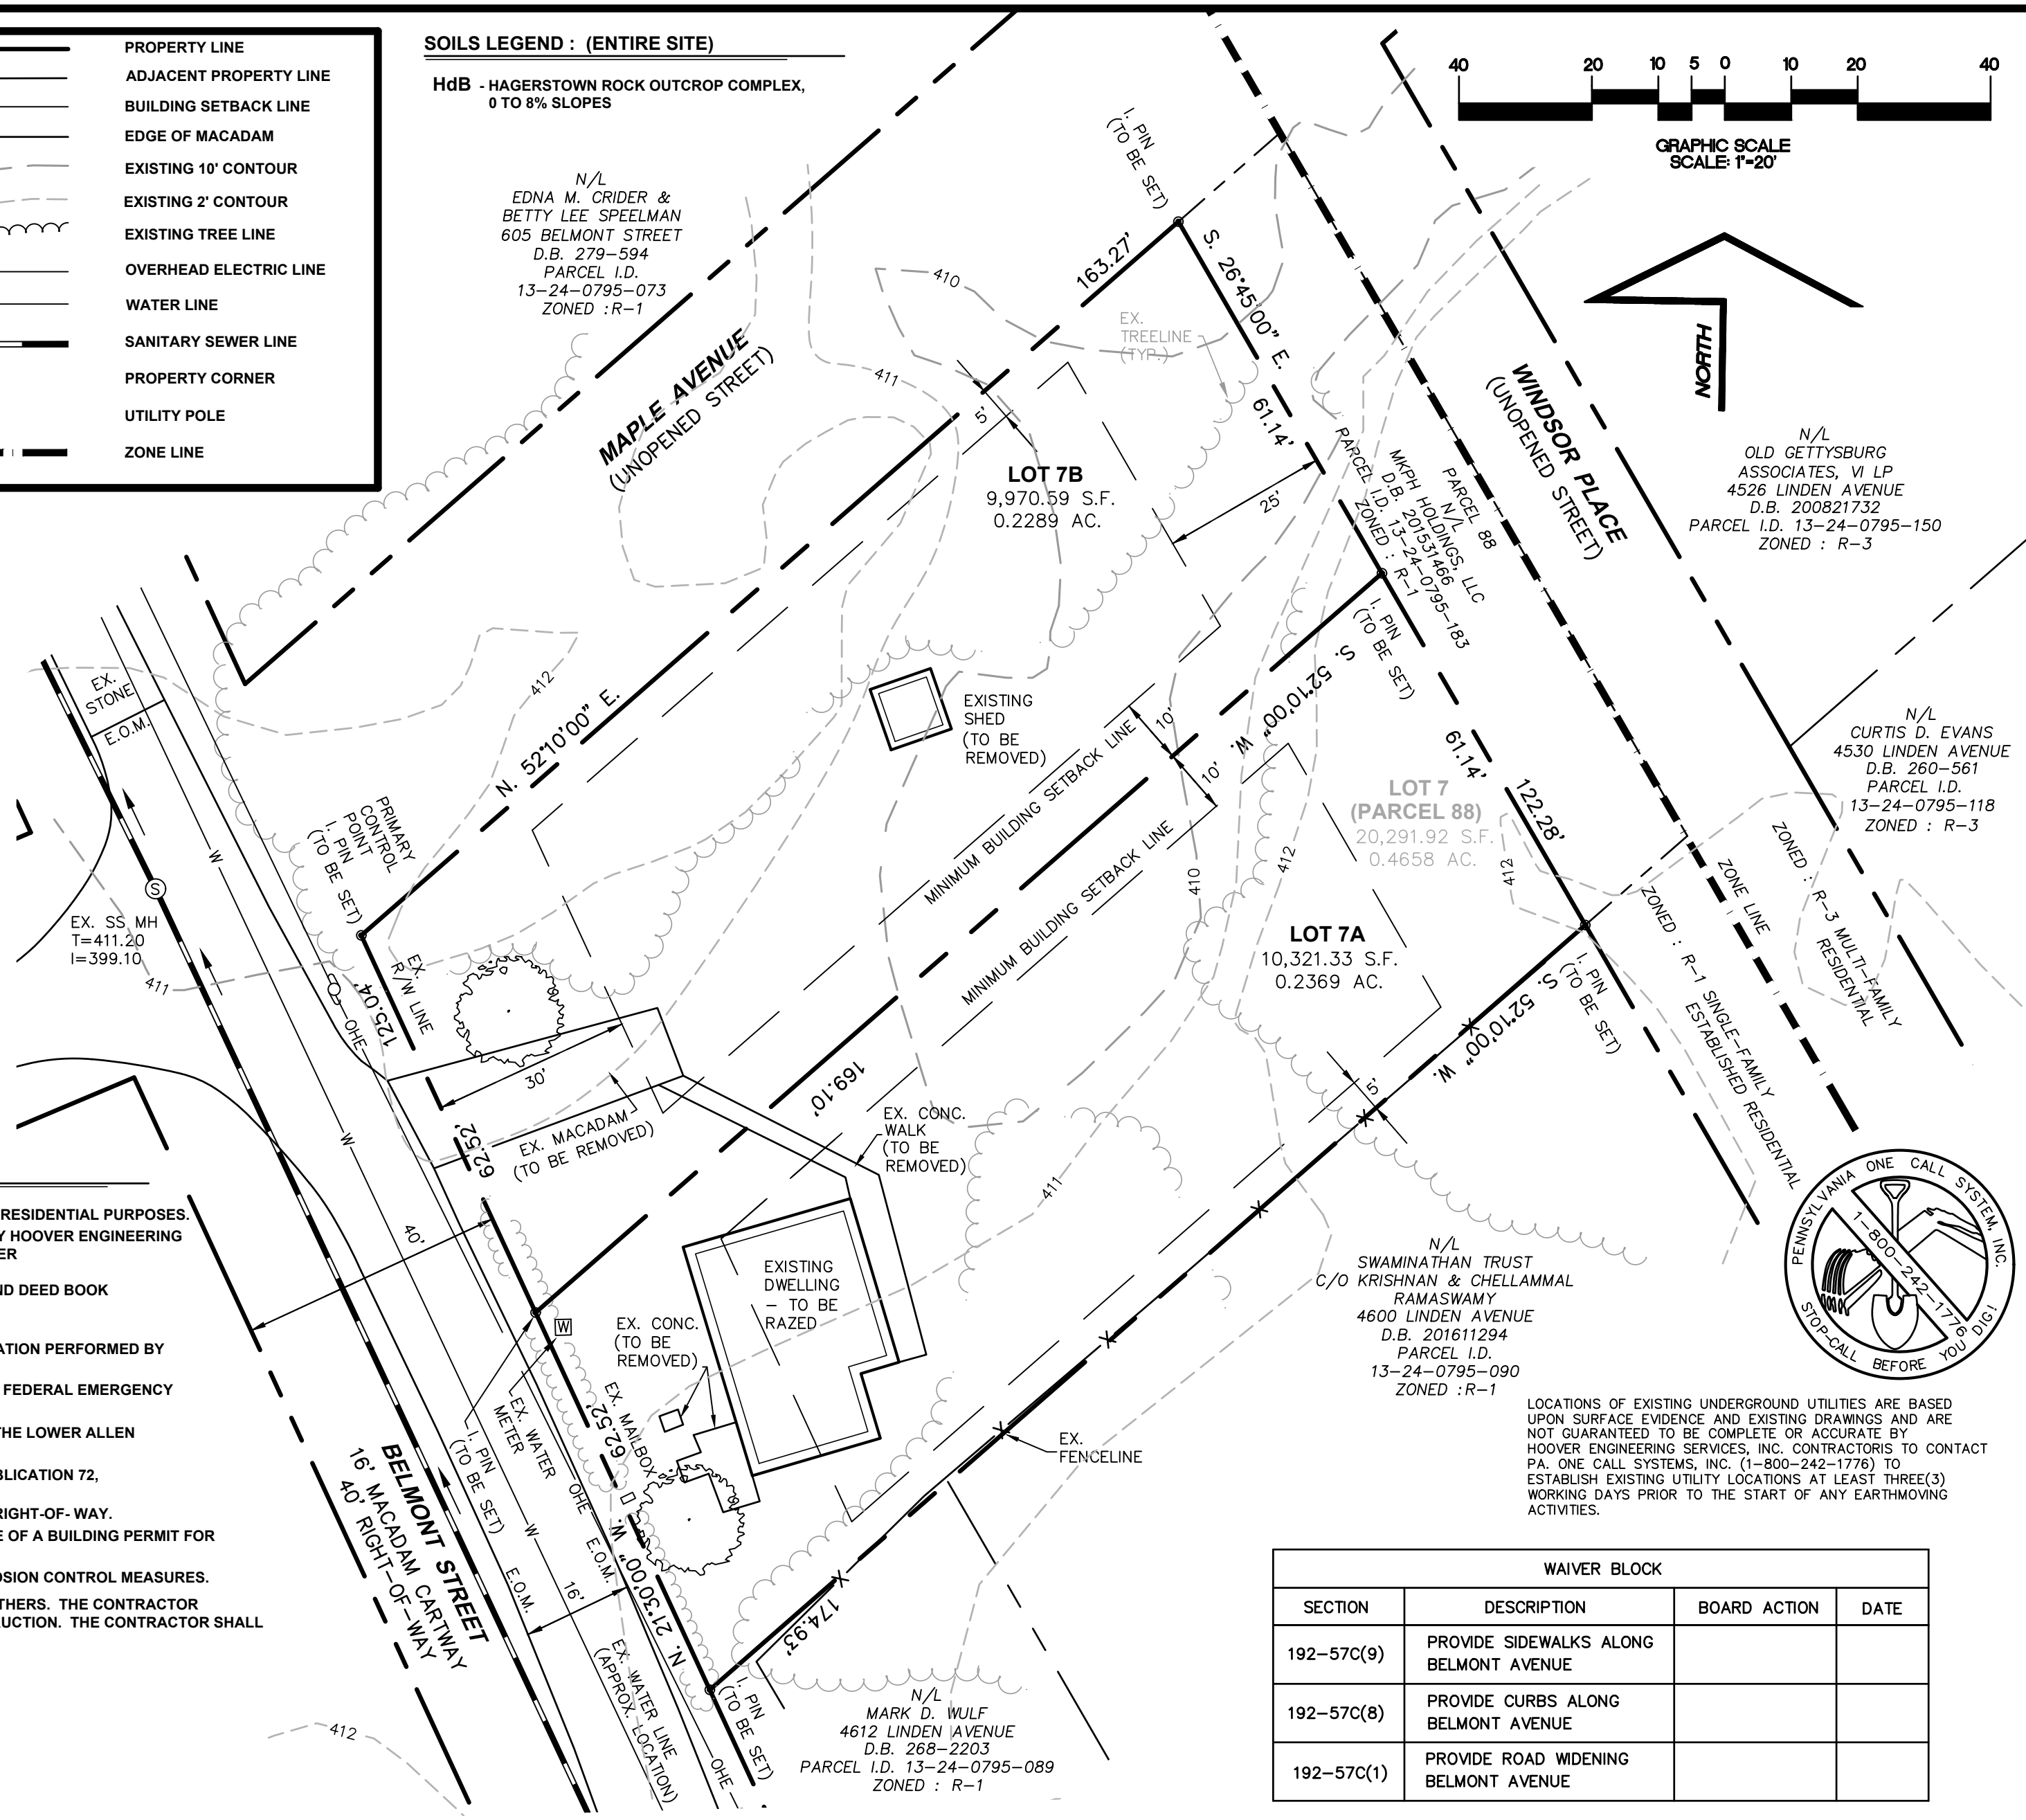 PROPERTY LINE
ADJACENT PROPERTY LINE
BUILDING SETBACK LINE
EDGE OF MACADAM
EXISTING 10' CONTOUR
EXISTING 2' CONTOUR
EXISTING TREE LINE
OVERHEAD ELECTRIC LINE
WATER LINE
SANITARY SEWER LINE
PROPERTY CORNER
UTILITY POLE
ZONE LINE
SOILS LEGEND : (ENTIRE SITE)
HdB - HAGERSTOWN ROCK OUTCROP COMPLEX,
0 TO 8% SLOPES
40 20 10 5 0 10 20 40
GRAPHIC SCALE
SCALE: 1"=20'
NORTH
N/L
EDNA M. CRIDER &
BETTY LEE SPEELMAN
605 BELMONT STREET
D.B. 279-594
PARCEL I.D.
13-24-0795-073
ZONED :R-1
MAPLE AVENUE
(UNOPENED STREET)
I. PIN
(TO BE SET)
163.27'
S. 26°45'00" E.
61.14'
410
411
EX.
TREELINE
(TYP.)
5'
LOT 7B
9,970.59 S.F.
0.2289 AC.
25'
PARCEL 88
N/L
MKPH HOLDINGS, LLC
D.B. 201531466
PARCEL I.D. 13-24-0795-183
ZONED : R-1
WINDSOR PLACE
(UNOPENED STREET)
N/L
OLD GETTYSBURG
ASSOCIATES, VI LP
4526 LINDEN AVENUE
D.B. 200821732
PARCEL I.D. 13-24-0795-150
ZONED : R-3
I. PIN
(TO BE SET)
S. 52°10'00" W.
N/L
CURTIS D. EVANS
4530 LINDEN AVENUE
D.B. 260-561
PARCEL I.D.
13-24-0795-118
ZONED : R-3
EX.
STONE
E.O.M.
412
N. 52°10'00" E.
EXISTING
SHED
(TO BE
REMOVED)
10'
10'
MINIMUM BUILDING SETBACK LINE
MINIMUM BUILDING SETBACK LINE
61.14'
122.28'
LOT 7
(PARCEL 88)
20,291.92 S.F.
0.4658 AC.
412
412
410
PRIMARY
CONTROL
POINT
I. PIN
(TO BE SET)
W
S
EX. SS MH
T=411.20
I=399.10
411
EX.
R/W LINE
125.04'
OHE
LOT 7A
10,321.33 S.F.
0.2369 AC.
ZONE LINE
ZONED : R-3 MULTI-FAMILY
RESIDENTIAL
ZONED : R-1 SINGLE-FAMILY
ESTABLISHED RESIDENTIAL
I. PIN
(TO BE SET)
S. 52°10'00" W.
5'
30'
62.52'
EX. MACADAM
(TO BE REMOVED)
169.10'
EX. CONC.
WALK
(TO BE
REMOVED)
411
W
40'
RESIDENTIAL PURPOSES.
Y HOOVER ENGINEERING
ER
ND DEED BOOK
ATION PERFORMED BY
FEDERAL EMERGENCY
THE LOWER ALLEN
BLICATION 72,
RIGHT-OF- WAY.
E OF A BUILDING PERMIT FOR
OSION CONTROL MEASURES.
THERS. THE CONTRACTOR
UCTION. THE CONTRACTOR SHALL
EXISTING
DWELLING
- TO BE
RAZED
EX. CONC.
(TO BE
REMOVED)
W
EX. MAILBOX
62.52'
EX. WATER
METER
I. PIN
(TO BE SET)
OHE
W
E.O.M.
E.O.M.
16'
BELMONT STREET
16' MACADAM CARTWAY
40' RIGHT-OF-WAY
N. 21°30'00" W.
EX. WATER LINE
(APPROX. LOCATION)
OHE
I. PIN
(TO BE SET)
174.93'
EX.
FENCELINE
412
N/L
MARK D. WULF
4612 LINDEN AVENUE
D.B. 268-2203
PARCEL I.D. 13-24-0795-089
ZONED : R-1
N/L
SWAMINATHAN TRUST
C/O KRISHNAN & CHELLAMMAL
RAMASWAMY
4600 LINDEN AVENUE
D.B. 201611294
PARCEL I.D.
13-24-0795-090
ZONED :R-1
PENNSYLVANIA ONE CALL SYSTEM, INC.
1-800-242-1776
STOP-CALL BEFORE YOU DIG!
LOCATIONS OF EXISTING UNDERGROUND UTILITIES ARE BASED
UPON SURFACE EVIDENCE AND EXISTING DRAWINGS AND ARE
NOT GUARANTEED TO BE COMPLETE OR ACCURATE BY
HOOVER ENGINEERING SERVICES, INC. CONTRACTORIS TO CONTACT
PA. ONE CALL SYSTEMS, INC. (1-800-242-1776) TO
ESTABLISH EXISTING UTILITY LOCATIONS AT LEAST THREE(3)
WORKING DAYS PRIOR TO THE START OF ANY EARTHMOVING
ACTIVITIES.
WAIVER BLOCK
SECTION DESCRIPTION BOARD ACTION DATE
192-57C(9) PROVIDE SIDEWALKS ALONG
BELMONT AVENUE
192-57C(8) PROVIDE CURBS ALONG
BELMONT AVENUE
192-57C(1) PROVIDE ROAD WIDENING
BELMONT AVENUE